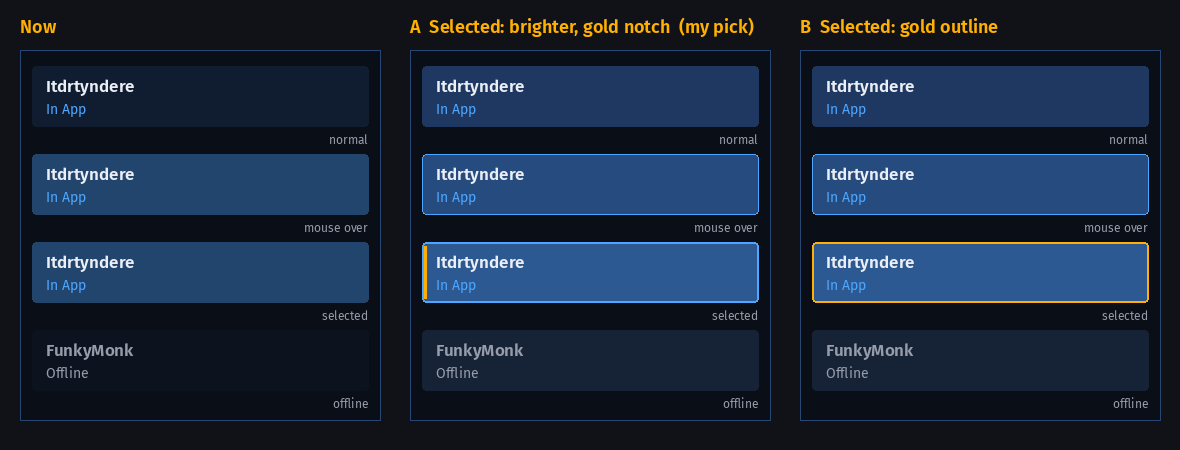 Now
Itdrtyndere
In App
normal
Itdrtyndere
In App
mouse over
Itdrtyndere
In App
selected
FunkyMonk
Offline
offline
A Selected: brighter, gold notch (my pick)
Itdrtyndere
In App
normal
Itdrtyndere
In App
mouse over
Itdrtyndere
In App
selected
FunkyMonk
Offline
offline
B Selected: gold outline
Itdrtyndere
In App
normal
Itdrtyndere
In App
mouse over
Itdrtyndere
In App
selected
FunkyMonk
Offline
offline